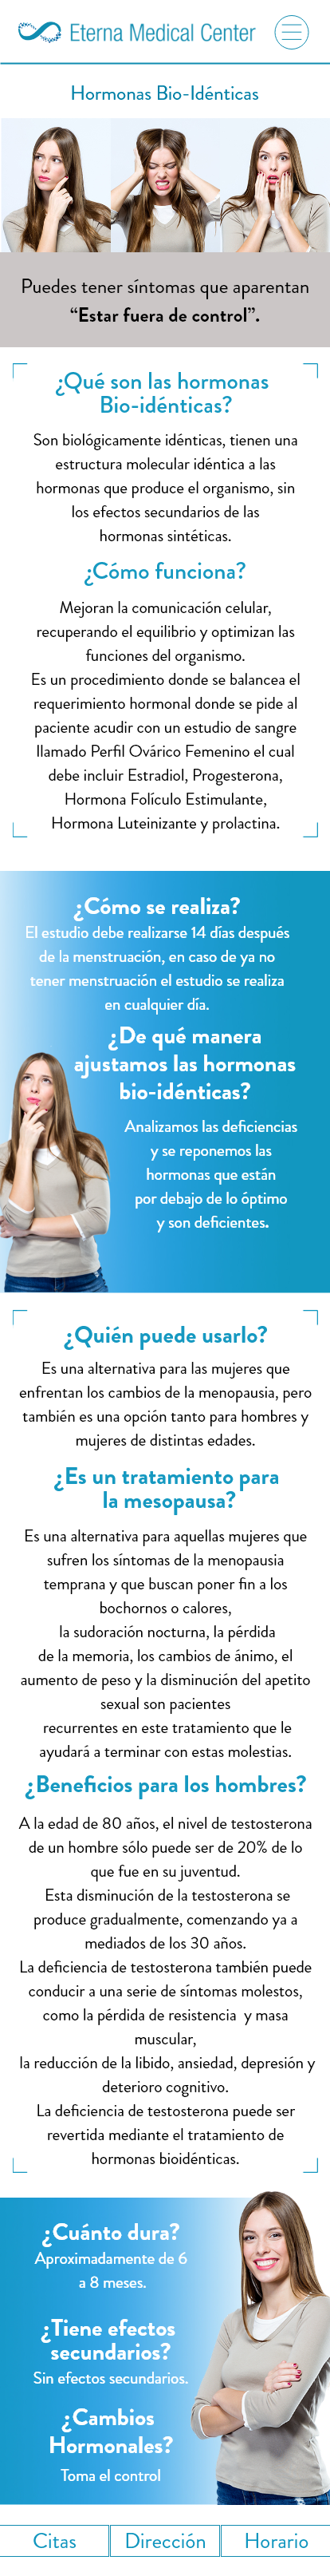 Eterna Medical Center
Hormonas Bio-Idénticas
Puedes tener síntomas que aparentan
“Estar fuera de control”.
¿Qué son las hormonas
Bio-idénticas?
Son biológicamente idénticas, tienen una
estructura molecular idéntica a las
hormonas que produce el organismo, sin
los efectos secundarios de las
hormonas sintéticas.
¿Cómo funciona?
Mejoran la comunicación celular,
recuperando el equilibrio y optimizan las
funciones del organismo.
Es un procedimiento donde se balancea el
requerimiento hormonal donde se pide al
paciente acudir con un estudio de sangre
llamado Perfil Ovárico Femenino el cual
debe incluir Estradiol, Progesterona,
Hormona Folículo Estimulante,
Hormona Luteinizante y prolactina.
¿Cómo se realiza?
El estudio debe realizarse 14 días después
de la menstruación, en caso de ya no
tener menstruación el estudio se realiza
en cualquier día.
¿De qué manera
ajustamos las hormonas
bio-idénticas?
Analizamos las deficiencias
y se reponemos las
hormonas que están
por debajo de lo óptimo
y son deficientes.
¿Quién puede usarlo?
Es una alternativa para las mujeres que
enfrentan los cambios de la menopausia, pero
también es una opción tanto para hombres y
mujeres de distintas edades.
¿Es un tratamiento para
la mesopausa?
Es una alternativa para aquellas mujeres que
sufren los síntomas de la menopausia
temprana y que buscan poner fin a los
bochornos o calores,
la sudoración nocturna, la pérdida
de la memoria, los cambios de ánimo, el
aumento de peso y la disminución del apetito
sexual son pacientes
recurrentes en este tratamiento que le
ayudará a terminar con estas molestias.
¿Beneficios para los hombres?
A la edad de 80 años, el nivel de testosterona
de un hombre sólo puede ser de 20% de lo
que fue en su juventud.
Esta disminución de la testosterona se
produce gradualmente, comenzando ya a
mediados de los 30 años.
La deficiencia de testosterona también puede
conducir a una serie de síntomas molestos,
como la pérdida de resistencia y masa
muscular,
la reducción de la libido, ansiedad, depresión y
deterioro cognitivo.
La deficiencia de testosterona puede ser
revertida mediante el tratamiento de
hormonas bioidénticas.
¿Cuánto dura?
Aproximadamente de 6
a 8 meses.
¿Tiene efectos
secundarios?
Sin efectos secundarios.
¿Cambios
Hormonales?
Toma el control
Citas
Dirección
Horario